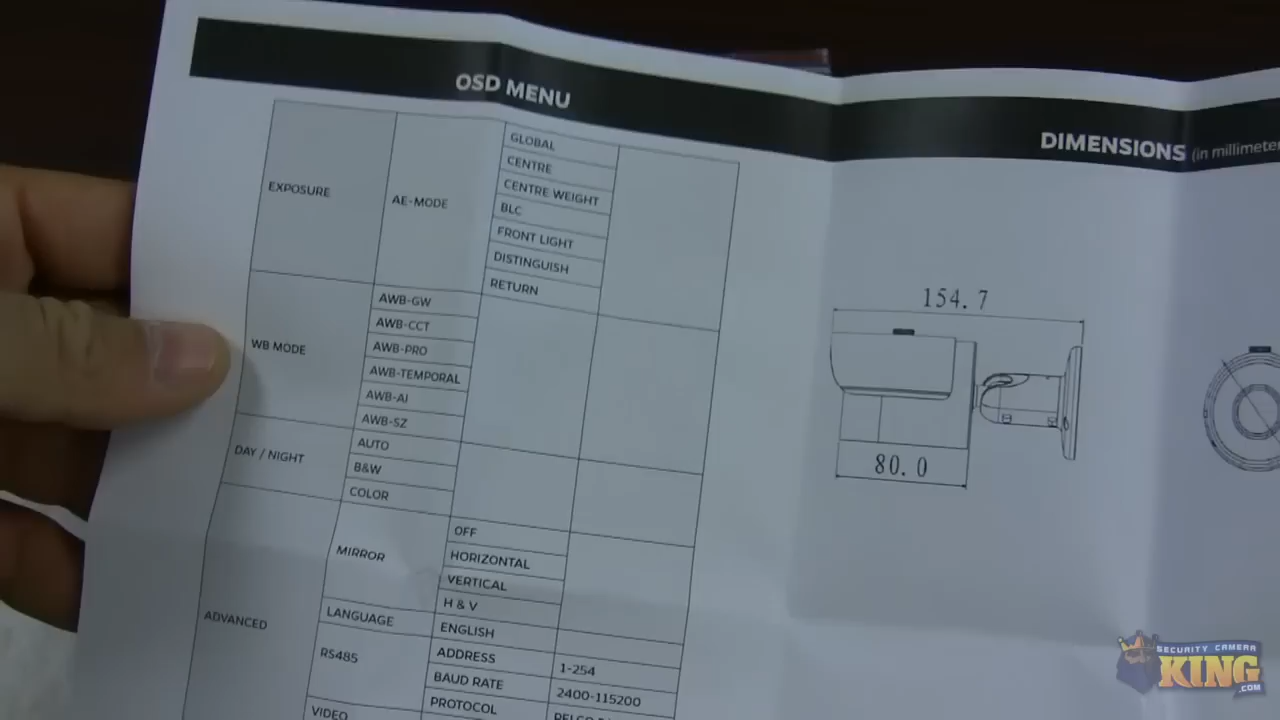 OSD MENU
DIMENSIONS (in millimeter
EXPOSURE
AE-MODE
GLOBAL
CENTRE
CENTRE WEIGHT
BLC
FRONT LIGHT
DISTINGUISH
RETURN
WB MODE
AWB-GW
AWB-CCT
AWB-PRO
AWB-TEMPORAL
AWB-AI
AWB-SZ
DAY / NIGHT
AUTO
B&W
COLOR
ADVANCED
MIRROR
OFF
HORIZONTAL
VERTICAL
H & V
LANGUAGE
ENGLISH
RS485
ADDRESS
1-254
BAUD RATE
2400-115200
PROTOCOL
VIDEO
154.7
80.0
SECURITY CAMERA
KING
.COM